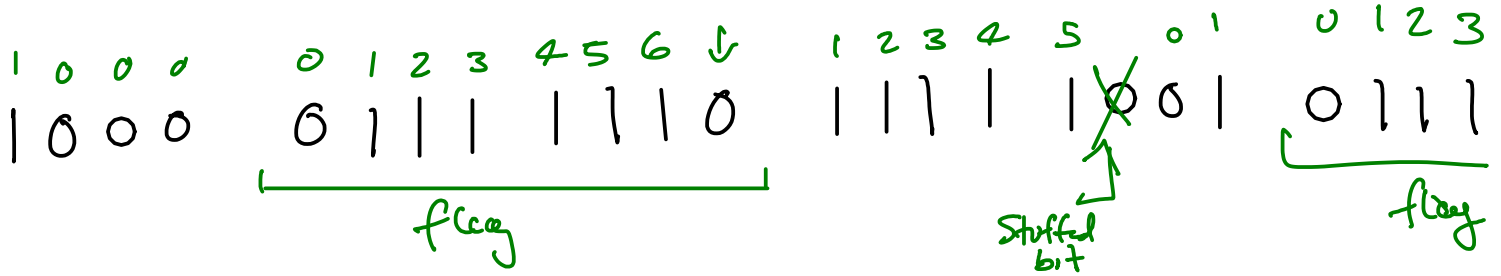 1 0 0 0 0 1 2 3 4 5 6 ↓ 1 2 3 4 5 0 1 0 1 2 3
1 0 0 0 0 1 1 1 1 1 1 0 1 1 1 1 1 0 0 1 0 1 1 1
flag Stuffed flag
bit